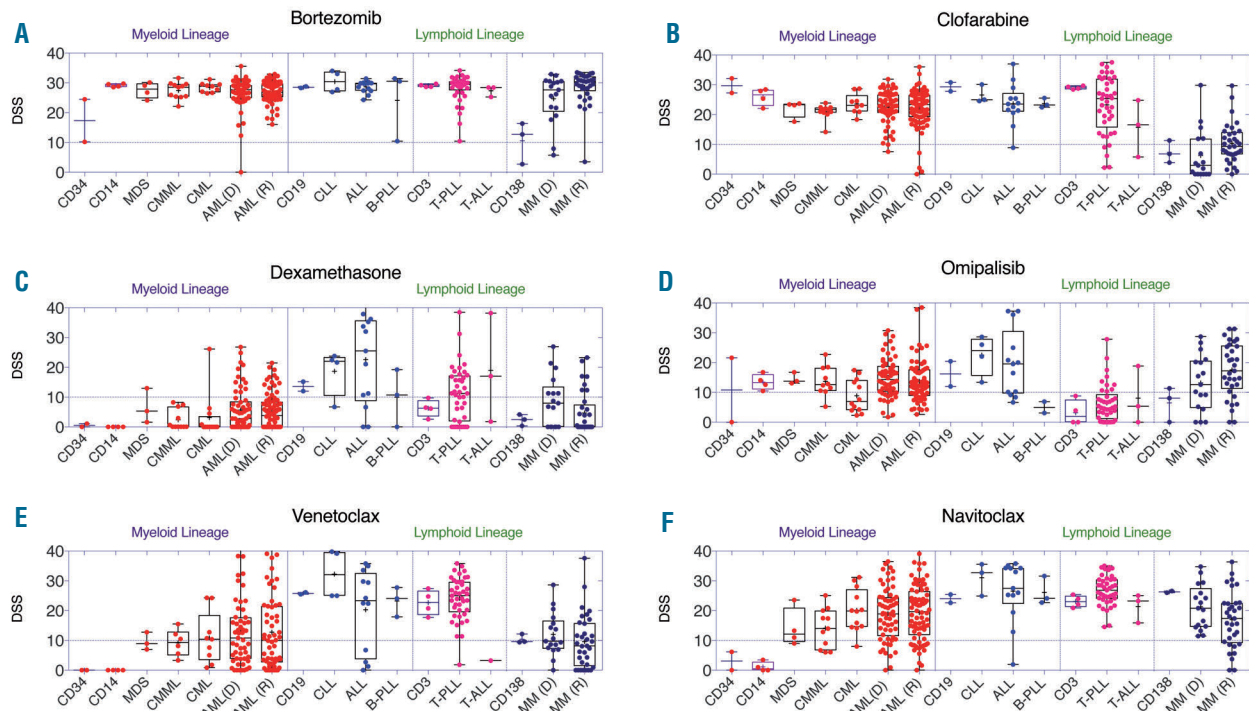 A
Bortezomib
Myeloid Lineage
Lymphoid Lineage
DSS
40
30
20
10
0
CD34
CD14
MDS
CMML
CML
AML(D)
AML (R)
CD19
CLL
ALL
B-PLL
CD3
T-PLL
T-ALL
CD138
MM (D)
MM (R)
B
Clofarabine
Myeloid Lineage
Lymphoid Lineage
DSS
40
30
20
10
0
CD34
CD14
MDS
CMML
CML
AML(D)
AML (R)
CD19
CLL
ALL
B-PLL
CD3
T-PLL
T-ALL
CD138
MM (D)
MM (R)
C
Dexamethasone
Myeloid Lineage
Lymphoid Lineage
DSS
40
30
20
10
0
CD34
CD14
MDS
CMML
CML
AML(D)
AML (R)
CD19
CLL
ALL
B-PLL
CD3
T-PLL
T-ALL
CD138
MM (D)
MM (R)
D
Omipalisib
Myeloid Lineage
Lymphoid Lineage
DSS
40
30
20
10
0
CD34
CD14
MDS
CMML
CML
AML(D)
AML (R)
CD19
CLL
ALL
B-PLL
CD3
T-PLL
T-ALL
CD138
MM (D)
MM (R)
E
Venetoclax
Myeloid Lineage
Lymphoid Lineage
DSS
40
30
20
10
0
CD34
CD14
MDS
CMML
CML
AML(D)
AML (R)
CD19
CLL
ALL
B-PLL
CD3
T-PLL
T-ALL
CD138
MM (D)
MM (R)
F
Navitoclax
Myeloid Lineage
Lymphoid Lineage
DSS
40
30
20
10
0
CD34
CD14
MDS
CMML
CML
AML(D)
AML (R)
CD19
CLL
ALL
B-PLL
CD3
T-PLL
T-ALL
CD138
MM (D)
MM (R)